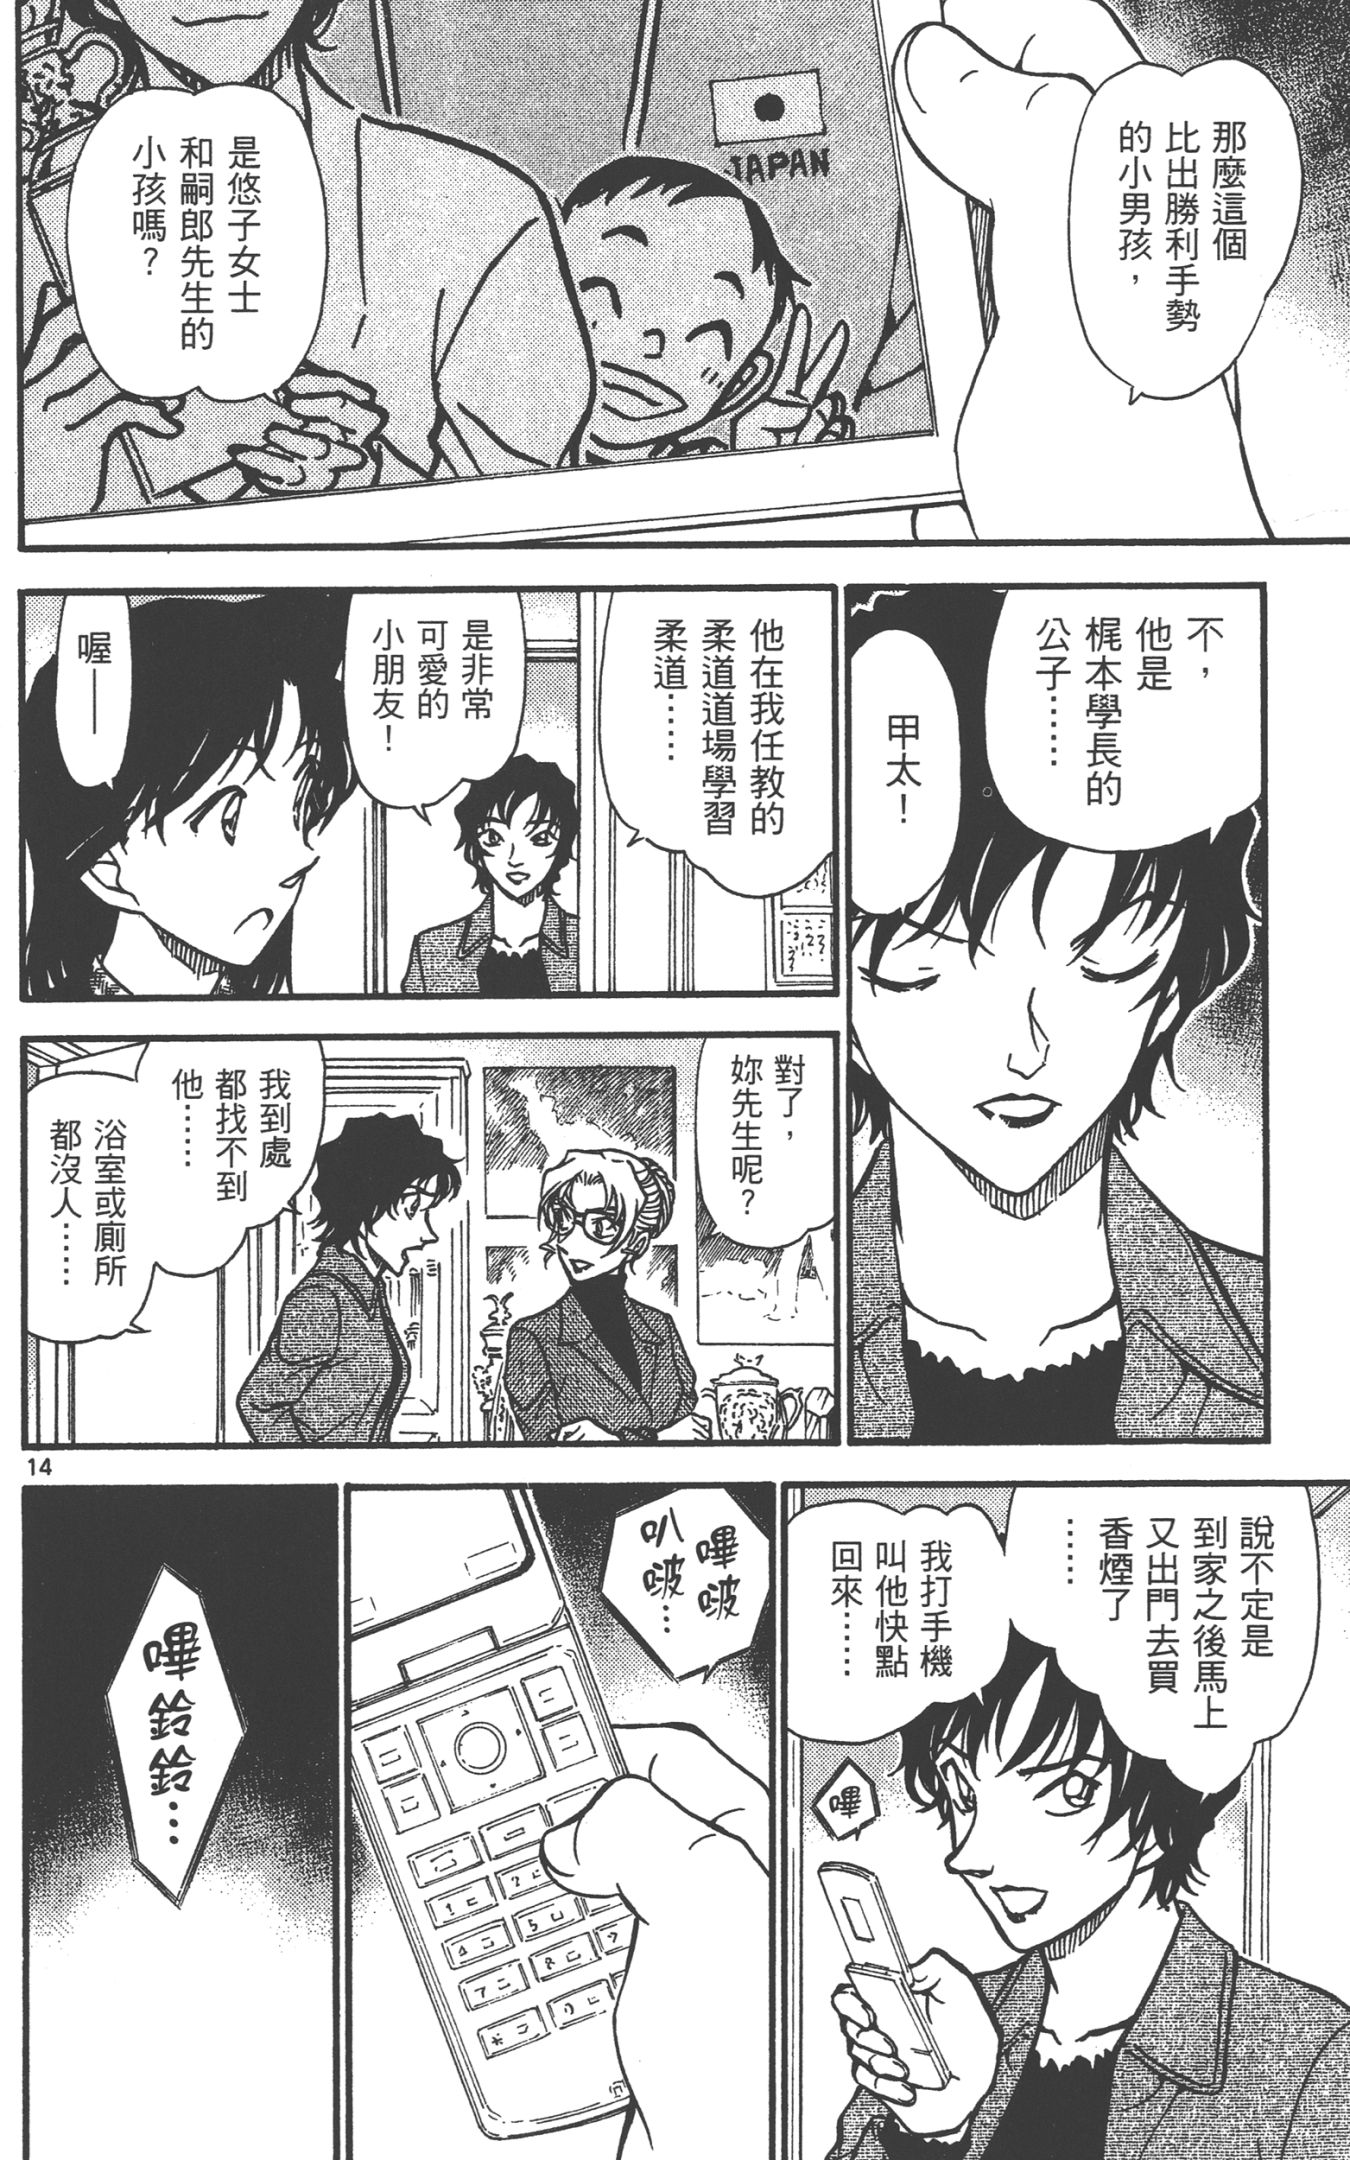 那麼這個
比出勝利手勢
的小男孩，
JAPAN
是悠子女士
和嗣郎先生的
小孩嗎？
不，
他是
梶本學長的
公子……
甲太！
他在我任教的
柔道道場學習
柔道……
是非常
可愛的
小朋友！
喔——
對了，
妳先生呢？
我到處
都找不到
他……
浴室或廁所
都沒人……
14
說不定是
到家之後馬上
又出門去買
香煙了
……
我打手機
叫他快點
回來……
嗶
嗶啵
叭啵…
嗶鈴鈴…